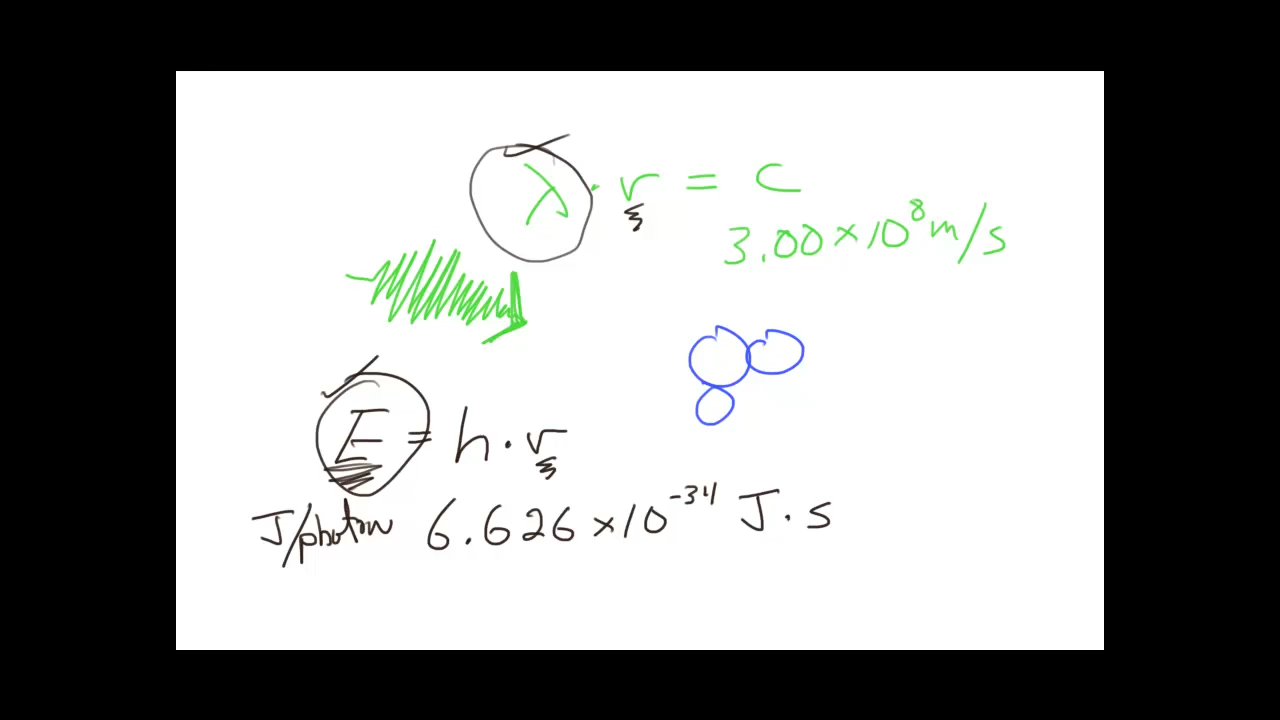 λ · ν = c
3.00 × 10⁸ m/s
E = h · ν
J/photon 6.626 × 10⁻³⁴ J · s